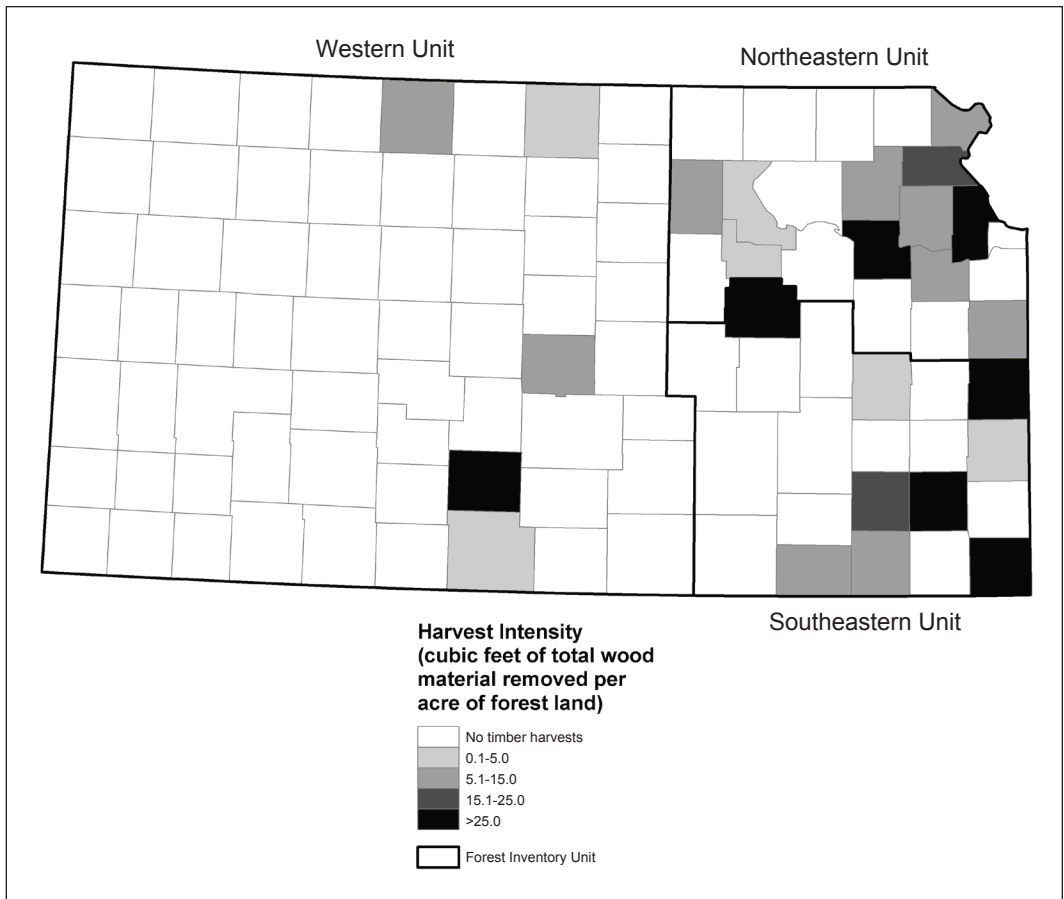 Western Unit
Northeastern Unit
Southeastern Unit
Harvest Intensity
(cubic feet of total wood
material removed per
acre of forest land)
No timber harvests
0.1-5.0
5.1-15.0
15.1-25.0
>25.0
Forest Inventory Unit